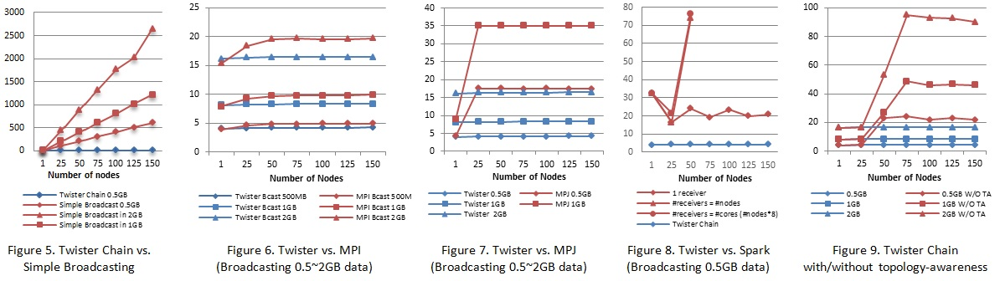 3000
2500
2000
1500
1000
500
0
1 25 50 75 100 125 150
Number of nodes
Twister Chain 0.5GB
Simple Broadcast 0.5GB
Simple Broadcast in 2GB
Simple Broadcast in 1GB
Figure 5. Twister Chain vs.
Simple Broadcasting
25
20
15
10
5
0
1 25 50 75 100 125 150
Number of Nodes
Twister Bcast 500MB MPI Bcast 500M
Twister Bcast 1GB MPI Bcast 1GB
Twister Bcast 2GB MPI Bcast 2GB
Figure 6. Twister vs. MPI
(Broadcasting 0.5~2GB data)
40
35
30
25
20
15
10
5
0
1 25 50 75 100 125 150
Number of Nodes
Twister 0.5GB MPJ 0.5GB
Twister 1GB MPJ 1GB
Twister 2GB
Figure 7. Twister vs. MPJ
(Broadcasting 0.5~2GB data)
80
70
60
50
40
30
20
10
0
1 25 50 75 100 125 150
Number of Nodes
1 receiver
#receivers = #nodes
#receivers = #cores (#nodes*8)
Twister Chain
Figure 8. Twister vs. Spark
(Broadcasting 0.5GB data)
100
80
60
40
20
0
1 25 50 75 100 125 150
Number of Nodes
0.5GB 0.5GB W/O TA
1GB 1GB W/O TA
2GB 2GB W/O TA
Figure 9. Twister Chain
with/without topology-awareness